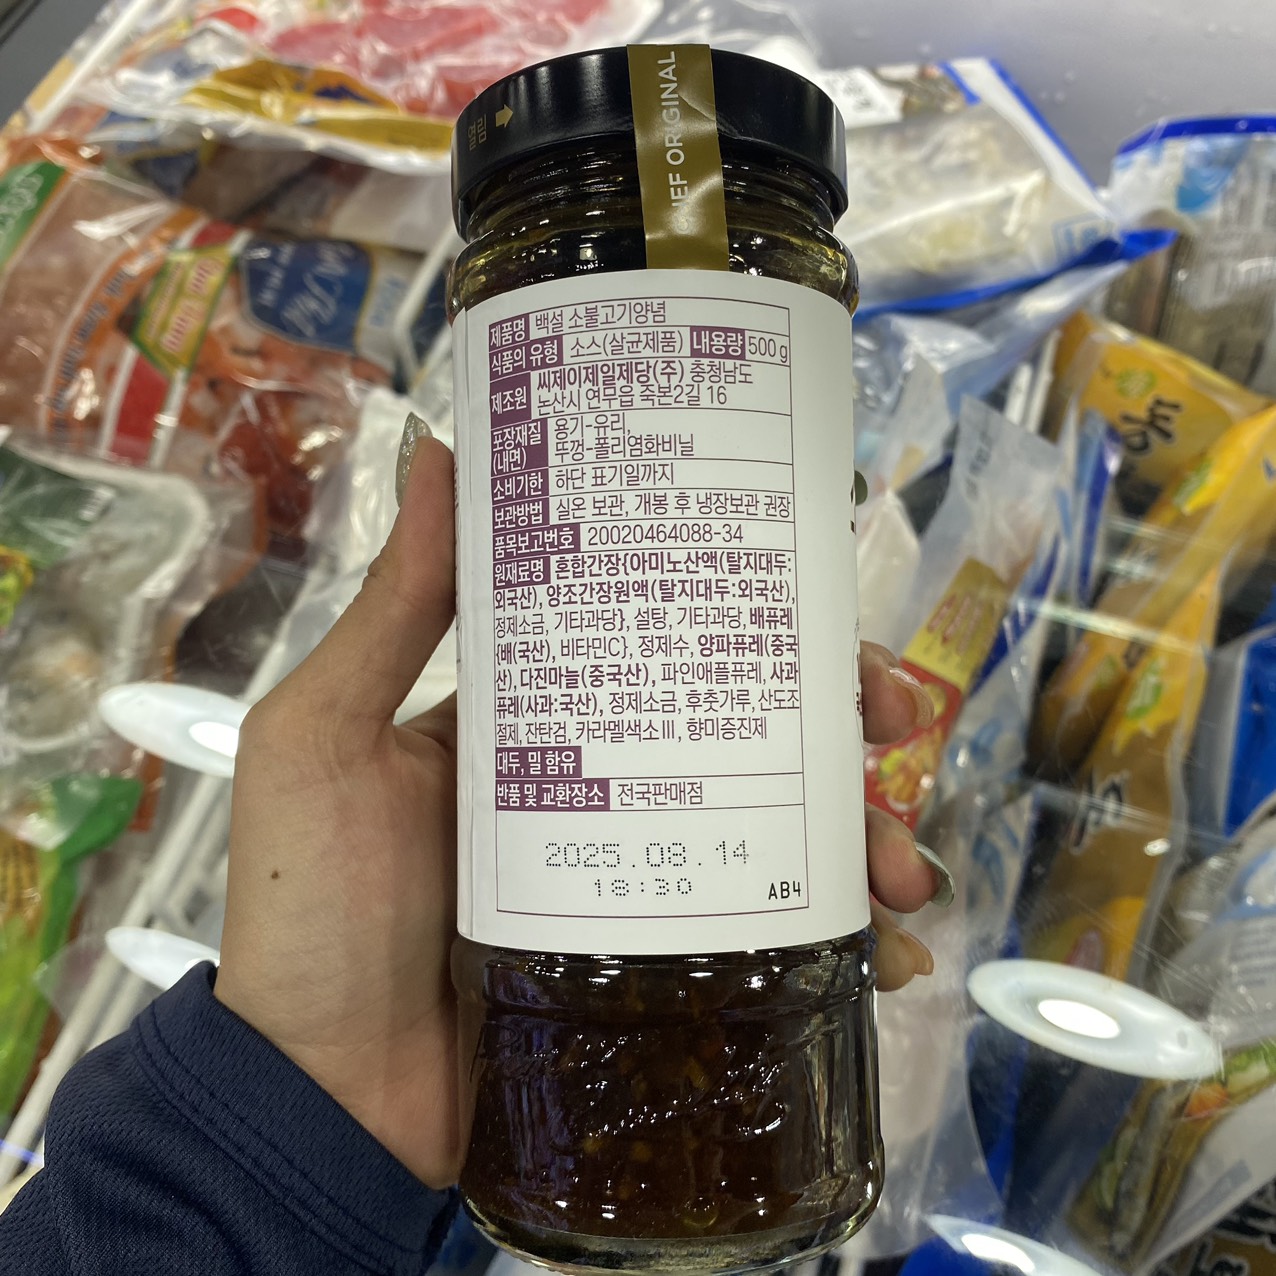 열림
CHEF ORIGINAL
제품명 백설 소불고기양념
식품의 유형 소스(살균제품) 내용량 500 g
제조원 씨제이제일제당(주) 충청남도
논산시 연무읍 죽본2길 16
포장재질 용기-유리,
(내면) 뚜껑-폴리염화비닐
소비기한 하단 표기일까지
보관방법 실온 보관, 개봉 후 냉장보관 권장
품목보고번호 20020464088-34
원재료명 혼합간장{아미노산액(탈지대두:
외국산), 양조간장원액(탈지대두:외국산),
정제소금, 기타과당}, 설탕, 기타과당, 배퓨레
{배(국산), 비타민C}, 정제수, 양파퓨레(중국
산), 다진마늘(중국산), 파인애플퓨레, 사과
퓨레(사과:국산), 정제소금, 후춧가루, 산도조
절제, 잔탄검, 카라멜색소III, 향미증진제
대두, 밀 함유
반품 및 교환장소 전국판매점
2025.08.14
18:30 AB4